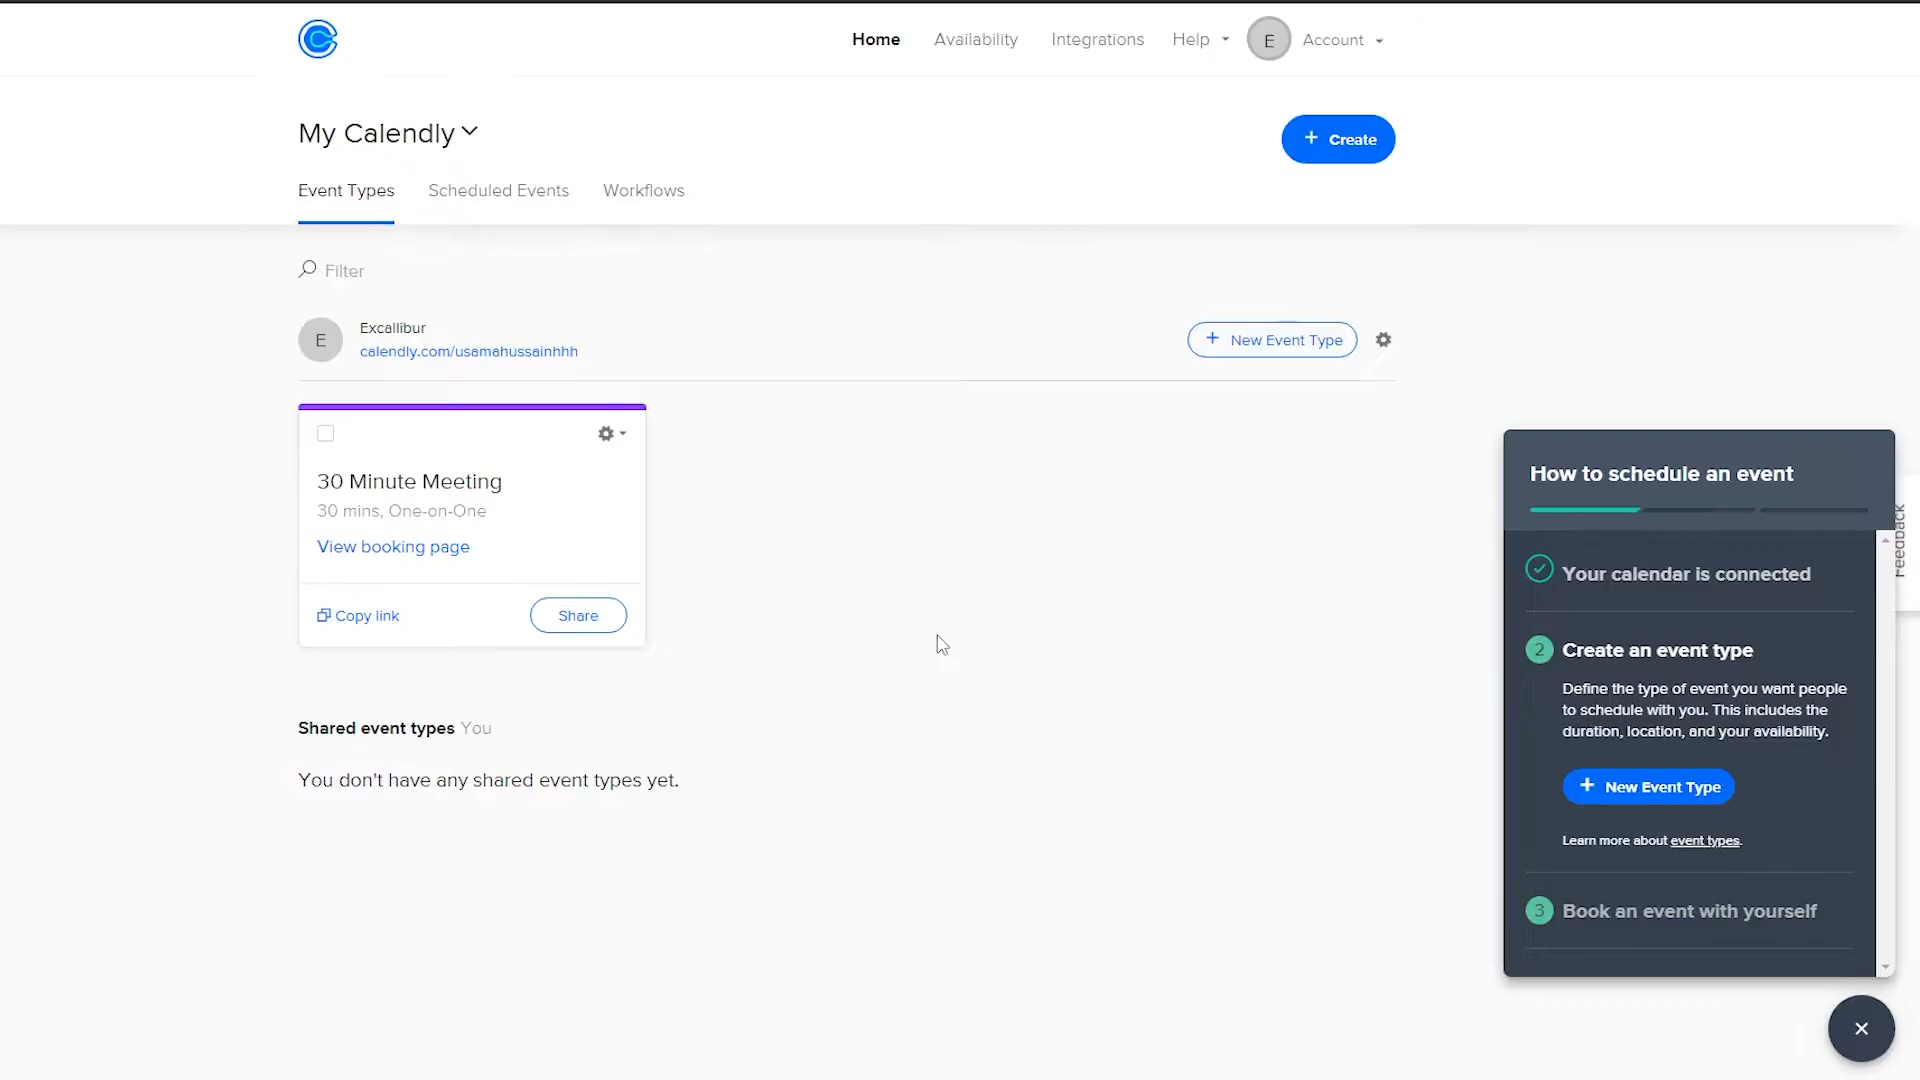 Home Availability Integrations Help E Account
My Calendly
+ Create
Event Types Scheduled Events Workflows
Filter
E
Excallibur
calendly.com/usamahussainhhh
+ New Event Type
30 Minute Meeting
30 mins, One-on-One
View booking page
Copy link
Share
Shared event types You
You don't have any shared event types yet.
How to schedule an event
Your calendar is connected
2 Create an event type
Define the type of event you want people
to schedule with you. This includes the
duration, location, and your availability.
+ New Event Type
Learn more about event types.
3 Book an event with yourself
Feedback